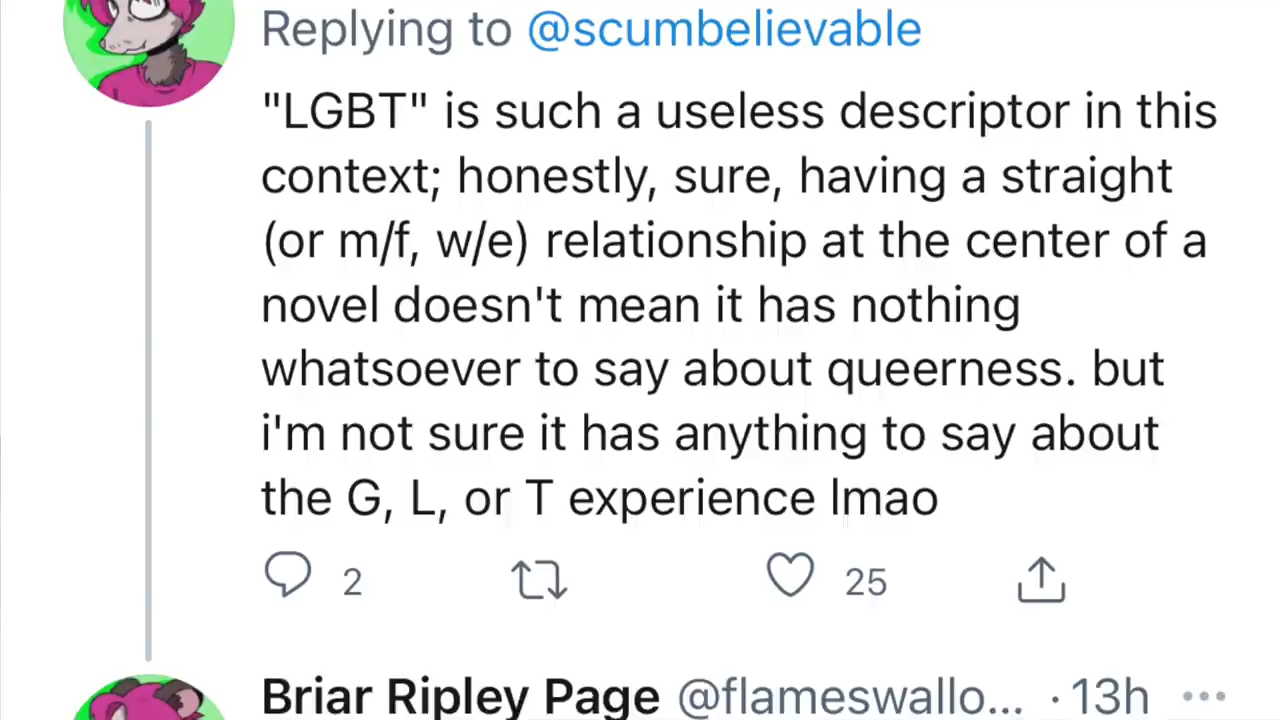 Replying to @scumbelievable
"LGBT" is such a useless descriptor in this
context; honestly, sure, having a straight
(or m/f, w/e) relationship at the center of a
novel doesn't mean it has nothing
whatsoever to say about queerness. but
i'm not sure it has anything to say about
the G, L, or T experience lmao
2 25
Briar Ripley Page @flameswallo... · 13h